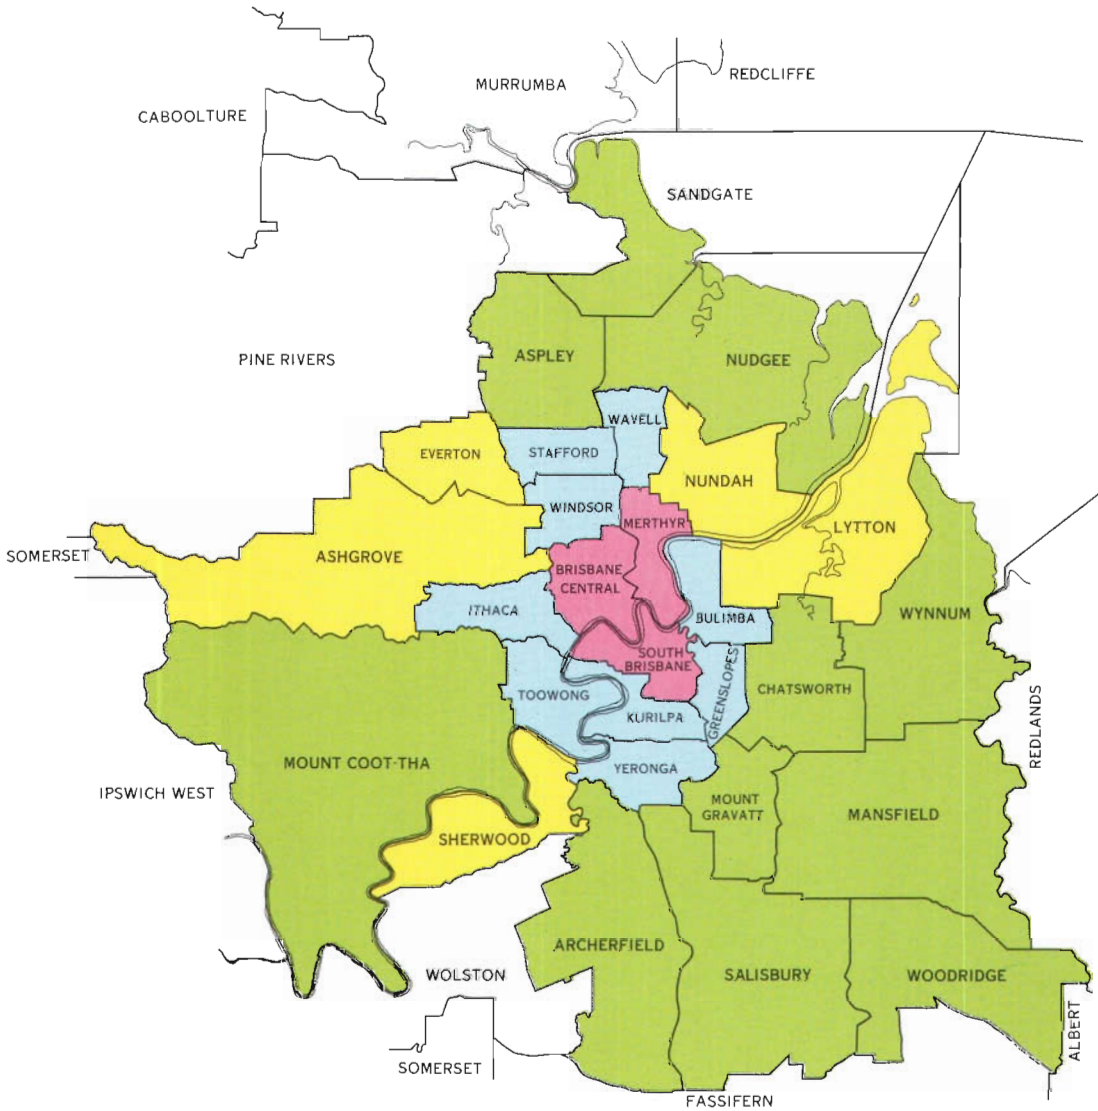 REDCLIFFE
MURRUMBA
CABOOLTURE
SANDGATE
ASPLEY
NUDGEE
PINE RIVERS
WAVELL
EVERTON
STAFFORD
NUNDAH
WINDSOR
MERTHYR
LYTTON
SOMERSET
ASHGROVE
BRISBANE
CENTRAL
ITHACA
BULIMBA
WYNNUM
SOUTH
BRISBANE
GREENSLOPES
CHATSWORTH
TOOWONG
KURILPA
REDLANDS
MOUNT COOT-THA
YERONGA
IPSWICH WEST
MOUNT
GRAVATT
MANSFIELD
SHERWOOD
ARCHERFIELD
WOLSTON
SALISBURY
WOODRIDGE
ALBERT
SOMERSET
FASSIFERN